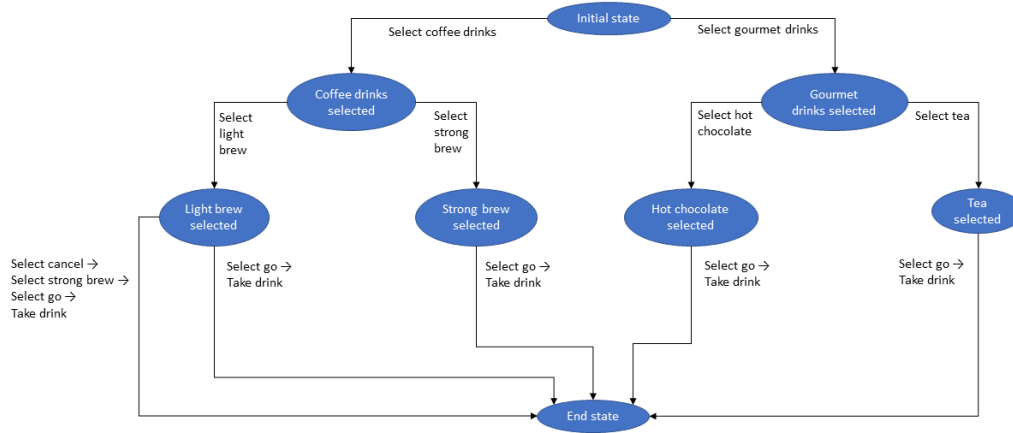 Initial state
Select coffee drinks
Select gourmet drinks
Coffee drinks
selected
Gourmet
drinks selected
Select
light
brew
Select
strong
brew
Select hot
chocolate
Select tea
Light brew
selected
Strong brew
selected
Hot chocolate
selected
Tea
selected
Select cancel →
Select strong brew →
Select go →
Take drink
Select go →
Take drink
Select go →
Take drink
Select go →
Take drink
Select go →
Take drink
End state